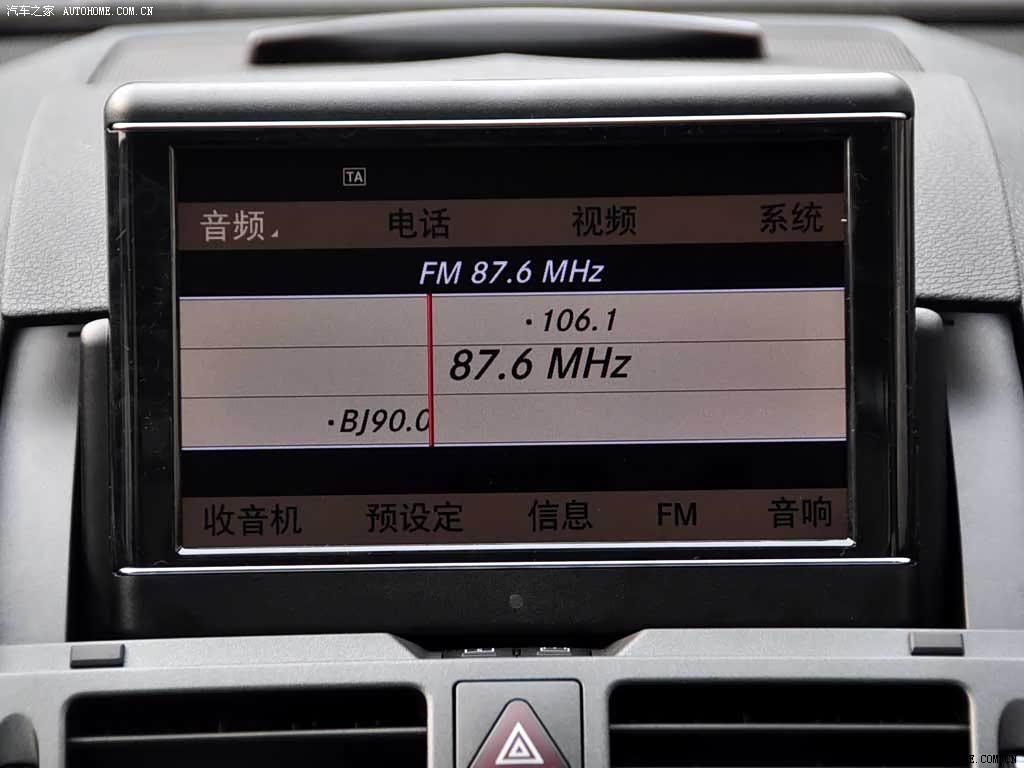 汽车之家 AUTOHOME.COM.CN
TA
音频 电话 视频 系统
FM 87.6 MHz
·106.1
87.6 MHz
·BJ90.0
收音机 预设定 信息 FM 音响
E.COM.CN